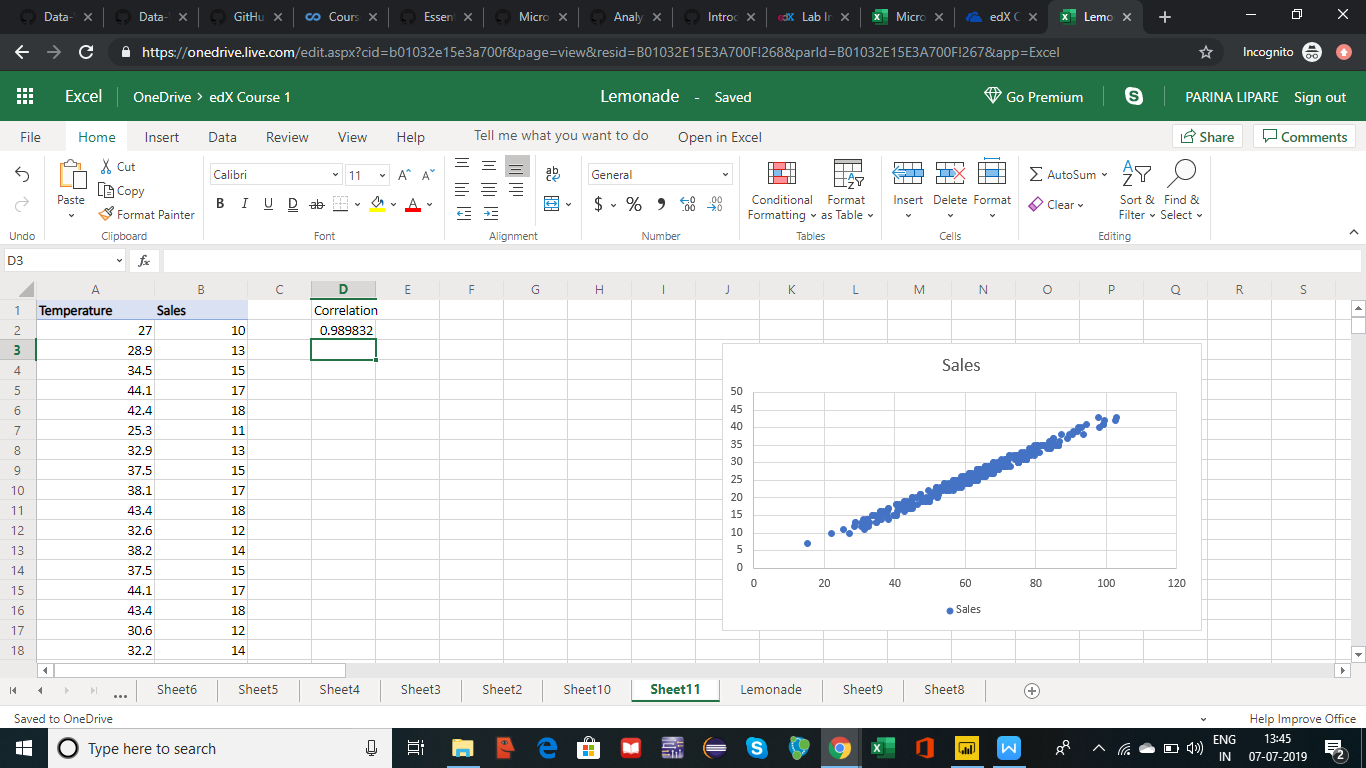 Data- Data- GitHu Cours Essen Micro Analy Introc Lab In Micro edX C Lemo
https://onedrive.live.com/edit.aspx?cid=b01032e15e3a700f&page=view&resid=B01032E15E3A700F!268&parId=B01032E15E3A700F!267&app=Excel Incognito
Excel OneDrive > edX Course 1 Lemonade - Saved Go Premium PARINA LIPARE Sign out
File Home Insert Data Review View Help Tell me what you want to do Open in Excel Share Comments
Paste Cut Copy Format Painter
Calibri 11 A A
B I U D ab A
ab
General
$ % , .00 .00
Conditional Formatting Format as Table
Insert Delete Format
AutoSum Clear Sort & Filter Find & Select
Undo Clipboard Font Alignment Number Tables Cells Editing
D3 fx
A B C D E F G H I J K L M N O P Q R S
1 Temperature Sales Correlation
2 27 10 0.989832
3 28.9 13
4 34.5 15
5 44.1 17
6 42.4 18
7 25.3 11
8 32.9 13
9 37.5 15
10 38.1 17
11 43.4 18
12 32.6 12
13 38.2 14
14 37.5 15
15 44.1 17
16 43.4 18
17 30.6 12
18 32.2 14
Sales
50
45
40
35
30
25
20
15
10
5
0
0 20 40 60 80 100 120
Sales
... Sheet6 Sheet5 Sheet4 Sheet3 Sheet2 Sheet10 Sheet11 Lemonade Sheet9 Sheet8
Saved to OneDrive Help Improve Office
Type here to search
ENG
IN
13:45
07-07-2019
2